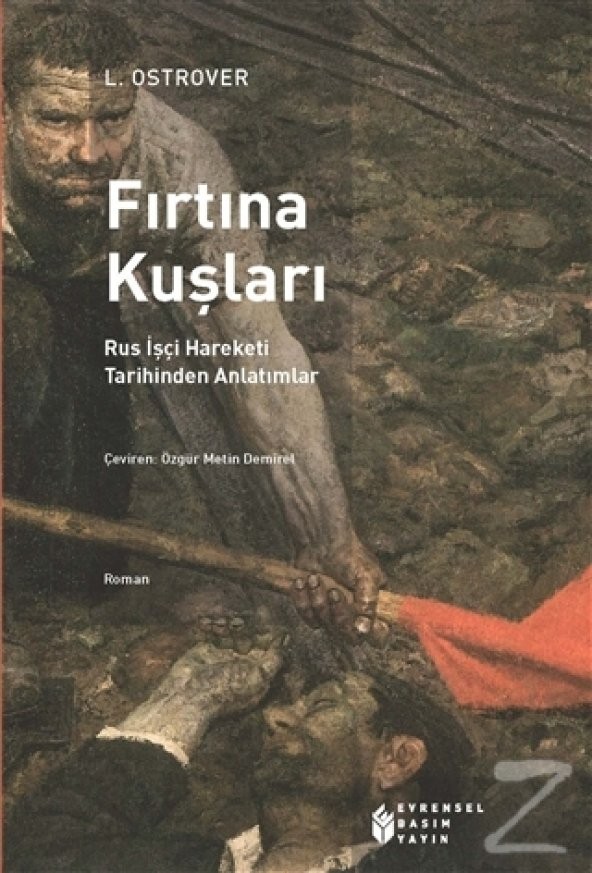 L. OSTROVER
Fırtına
Kuşları
Rus İşçi Hareketi
Tarihinden Anlatımlar
Çeviren: Özgür Metin Demirel
Roman
EVRENSEL
BASIM
YAYIN
Z